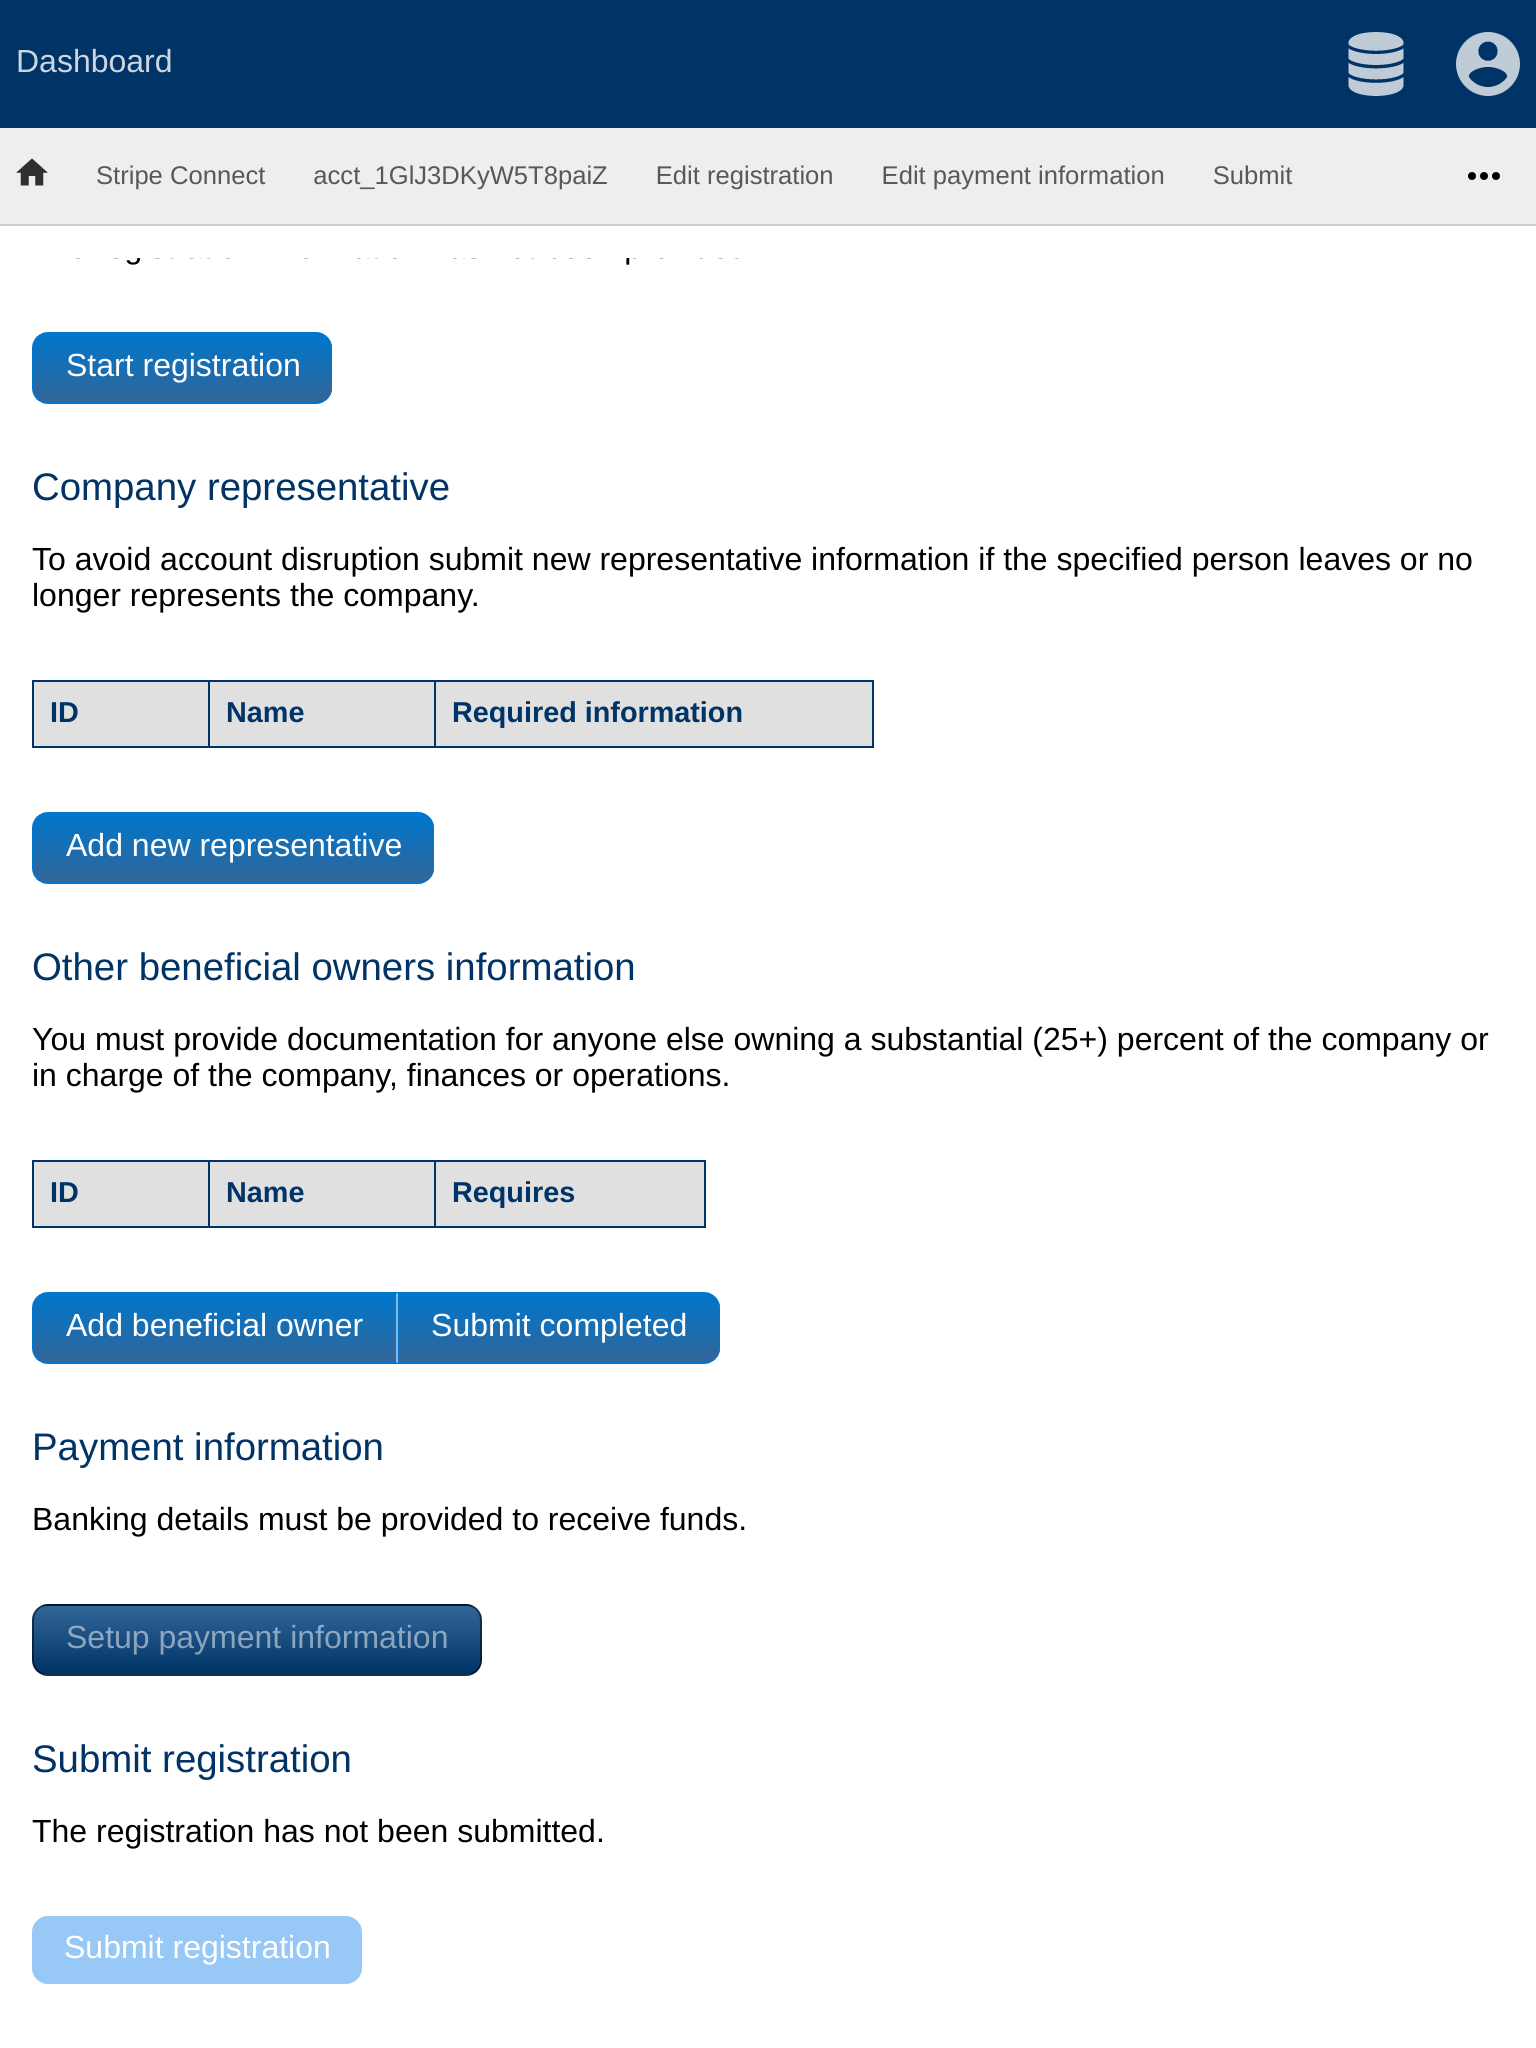 Dashboard
Stripe Connect acct_1GlJ3DKyW5T8paiZ Edit registration Edit payment information Submit
Start registration
Company representative
To avoid account disruption submit new representative information if the specified person leaves or no
longer represents the company.
ID Name Required information
Add new representative
Other beneficial owners information
You must provide documentation for anyone else owning a substantial (25+) percent of the company or
in charge of the company, finances or operations.
ID Name Requires
Add beneficial owner Submit completed
Payment information
Banking details must be provided to receive funds.
Setup payment information
Submit registration
The registration has not been submitted.
Submit registration